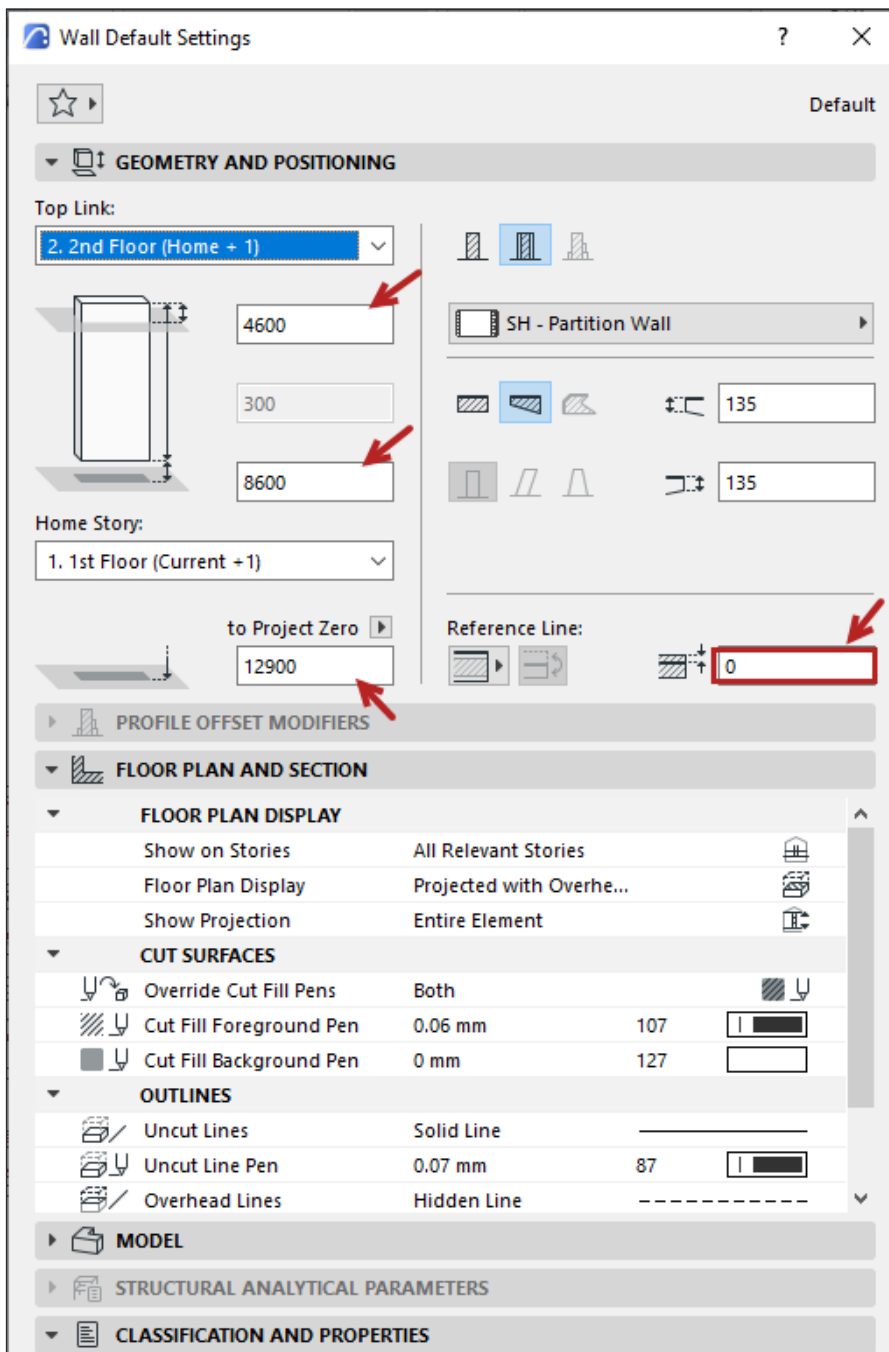 Wall Default Settings
?
Default
GEOMETRY AND POSITIONING
Top Link:
2. 2nd Floor (Home + 1)
4600
300
8600
Home Story:
1. 1st Floor (Current +1)
to Project Zero
12900
SH - Partition Wall
135
135
Reference Line:
0
PROFILE OFFSET MODIFIERS
FLOOR PLAN AND SECTION
FLOOR PLAN DISPLAY
Show on Stories All Relevant Stories
Floor Plan Display Projected with Overhe...
Show Projection Entire Element
CUT SURFACES
Override Cut Fill Pens Both
Cut Fill Foreground Pen 0.06 mm 107
Cut Fill Background Pen 0 mm 127
OUTLINES
Uncut Lines Solid Line
Uncut Line Pen 0.07 mm 87
Overhead Lines Hidden Line
MODEL
STRUCTURAL ANALYTICAL PARAMETERS
CLASSIFICATION AND PROPERTIES